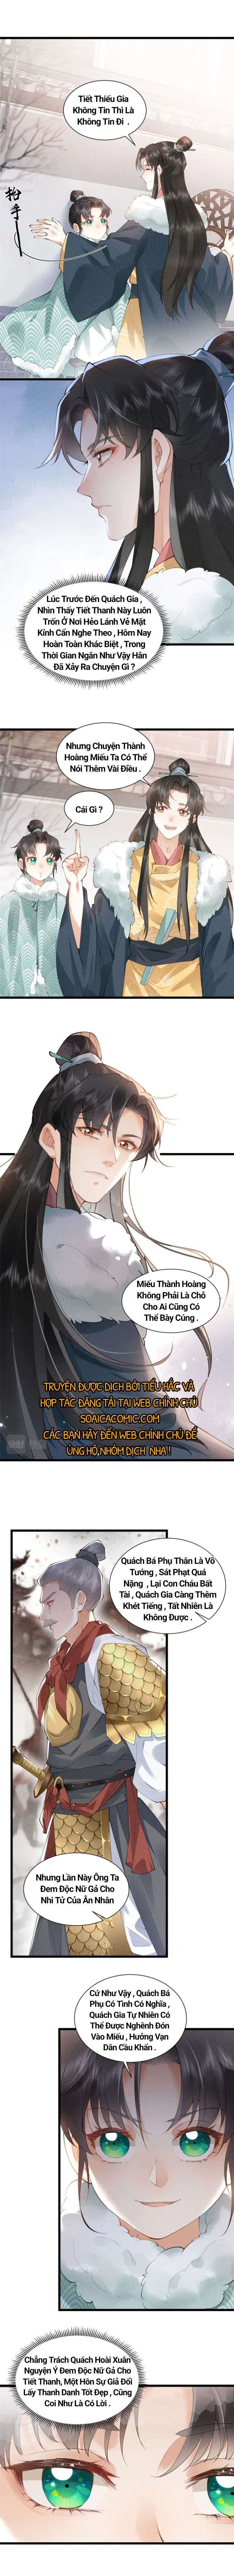 Tiết Thiếu Gia
Không Tin Thì Là
Không Tin Đi .
抬手
Lúc Trước Đến Quách Gia ,
Nhìn Thấy Tiết Thanh Này Luôn
Trốn Ở Nơi Hẻo Lánh Vẻ Mặt
Kính Cẩn Nghe Theo , Hôm Nay
Hoàn Toàn Khác Biệt , Trong
Thời Gian Ngắn Như Vậy Hắn
Đã Xảy Ra Chuyện Gì ?
Nhưng Chuyện Thành
Hoàng Miếu Ta Có Thể
Nói Thêm Vài Điều .
Cái Gì ?
Miếu Thành Hoàng
Không Phải Là Chỗ
Cho Ai Cũng Có
Thể Bày Cúng .
TRUYỆN ĐƯỢC DỊCH BỞI TIỂU HẮC VÀ
HỢP TÁC ĐĂNG TẢI TẠI WEB CHÍNH CHỦ
SOAICACOMIC.COM
CÁC BẠN HÃY ĐẾN WEB CHÍNH CHỦ ĐỂ
ỦNG HỘ NHÓM DỊCH NHA !
Quách Bá Phụ Thân Là Võ
Tướng , Sát Phạt Quá
Nặng , Lại Con Cháu Bất
Tài , Quách Gia Càng Thêm
Khét Tiếng , Tất Nhiên Là
Không Được .
Nhưng Lần Này Ông Ta
Đem Độc Nữ Gả Cho
Nhi Tử Của Ân Nhân
Cứ Như Vậy , Quách Bá
Phụ Có Tình Có Nghĩa ,
Quách Gia Tự Nhiên Có
Thể Được Nghênh Đón
Vào Miếu , Hưởng Vạn
Dân Cầu Khấn .
Chẳng Trách Quách Hoài Xuân
Nguyện Ý Đem Độc Nữ Gả Cho
Tiết Thanh, Một Hôn Sự Giả Đổi
Lấy Thanh Danh Tốt Đẹp , Cũng
Coi Như Là Có Lời .